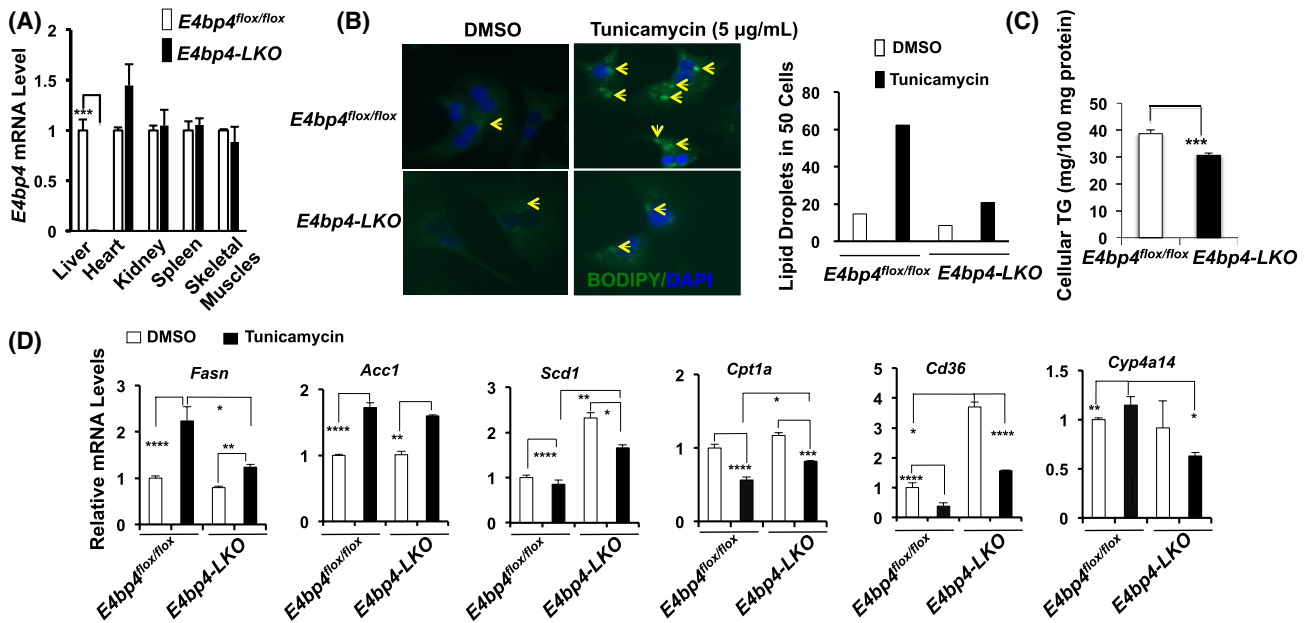 (A)
E4bp4flox/flox
E4bp4-LKO
E4bp4 mRNA Level
2
1.5
1
0.5
0
***
Liver
Heart
Kidney
Spleen
Skeletal
Muscles
(B)
DMSO
Tunicamycin (5 µg/mL)
E4bp4flox/flox
E4bp4-LKO
BODIPY/DAPI
DMSO
Tunicamycin
Lipid Droplets in 50 Cells
80
60
40
20
0
E4bp4flox/flox
E4bp4-LKO
(C)
Cellular TG (mg/100 mg protein)
50
40
30
20
10
0
***
E4bp4flox/flox
E4bp4-LKO
(D)
DMSO
Tunicamycin
Relative mRNA Levels
Fasn
3
2
1
0
****
*
**
E4bp4flox/flox
E4bp4-LKO
Acc1
2
1
0
****
**
E4bp4flox/flox
E4bp4-LKO
Scd1
3
2
1
0
****
**
*
E4bp4flox/flox
E4bp4-LKO
Cpt1a
2
1
0
****
*
***
E4bp4flox/flox
E4bp4-LKO
Cd36
5
4
3
2
1
0
*
****
****
E4bp4flox/flox
E4bp4-LKO
Cyp4a14
1.5
1
0.5
0
**
*
E4bp4flox/flox
E4bp4-LKO